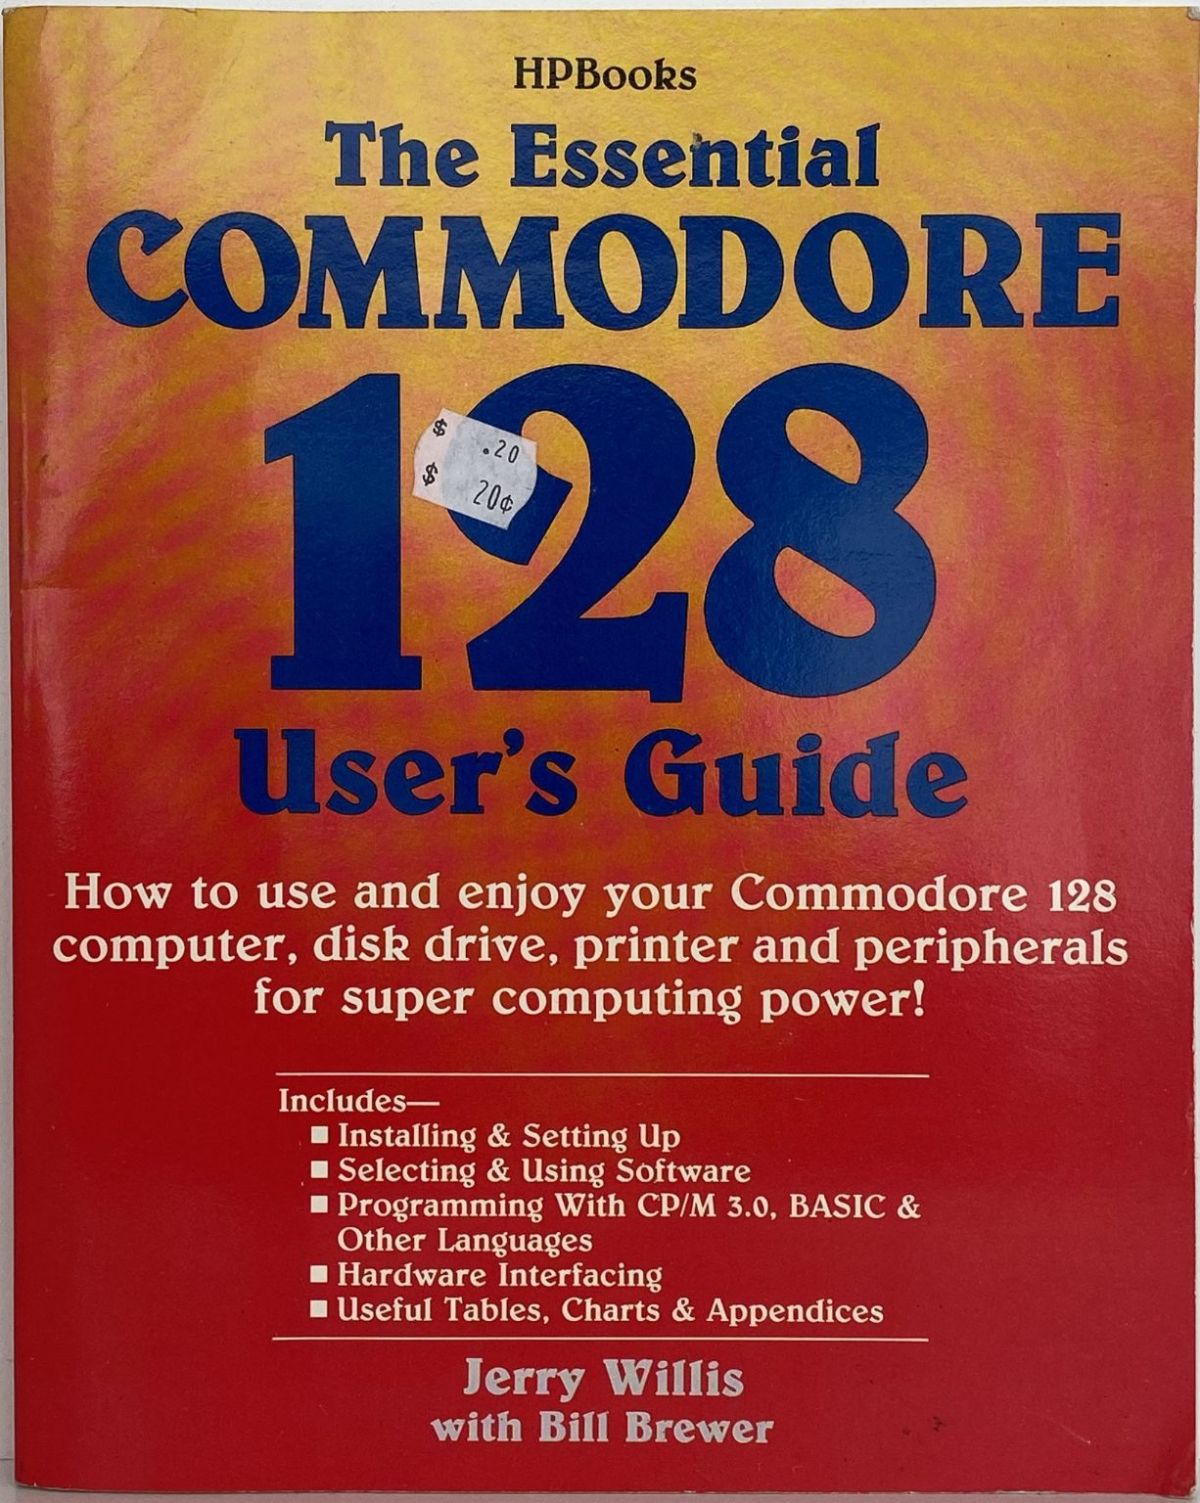 HPBooks
The Essential
COMMODORE
128
$ .20
$ 20¢
User's Guide
How to use and enjoy your Commodore 128
computer, disk drive, printer and peripherals
for super computing power!
Includes—
■ Installing & Setting Up
■ Selecting & Using Software
■ Programming With CP/M 3.0, BASIC &
Other Languages
■ Hardware Interfacing
■ Useful Tables, Charts & Appendices
Jerry Willis
with Bill Brewer